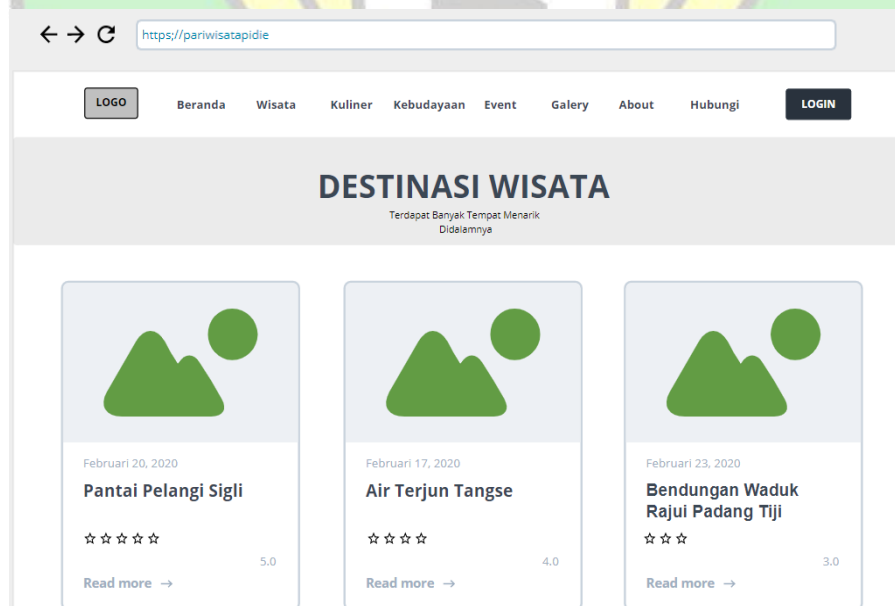 https;//pariwisatapidie
LOGO Beranda Wisata Kuliner Kebudayaan Event Galery About Hubungi LOGIN
DESTINASI WISATA
Terdapat Banyak Tempat Menarik
Didalamnya
Februari 20, 2020
Pantai Pelangi Sigli
5.0
Read more →
Februari 17, 2020
Air Terjun Tangse
4.0
Read more →
Februari 23, 2020
Bendungan Waduk
Rajui Padang Tiji
3.0
Read more →